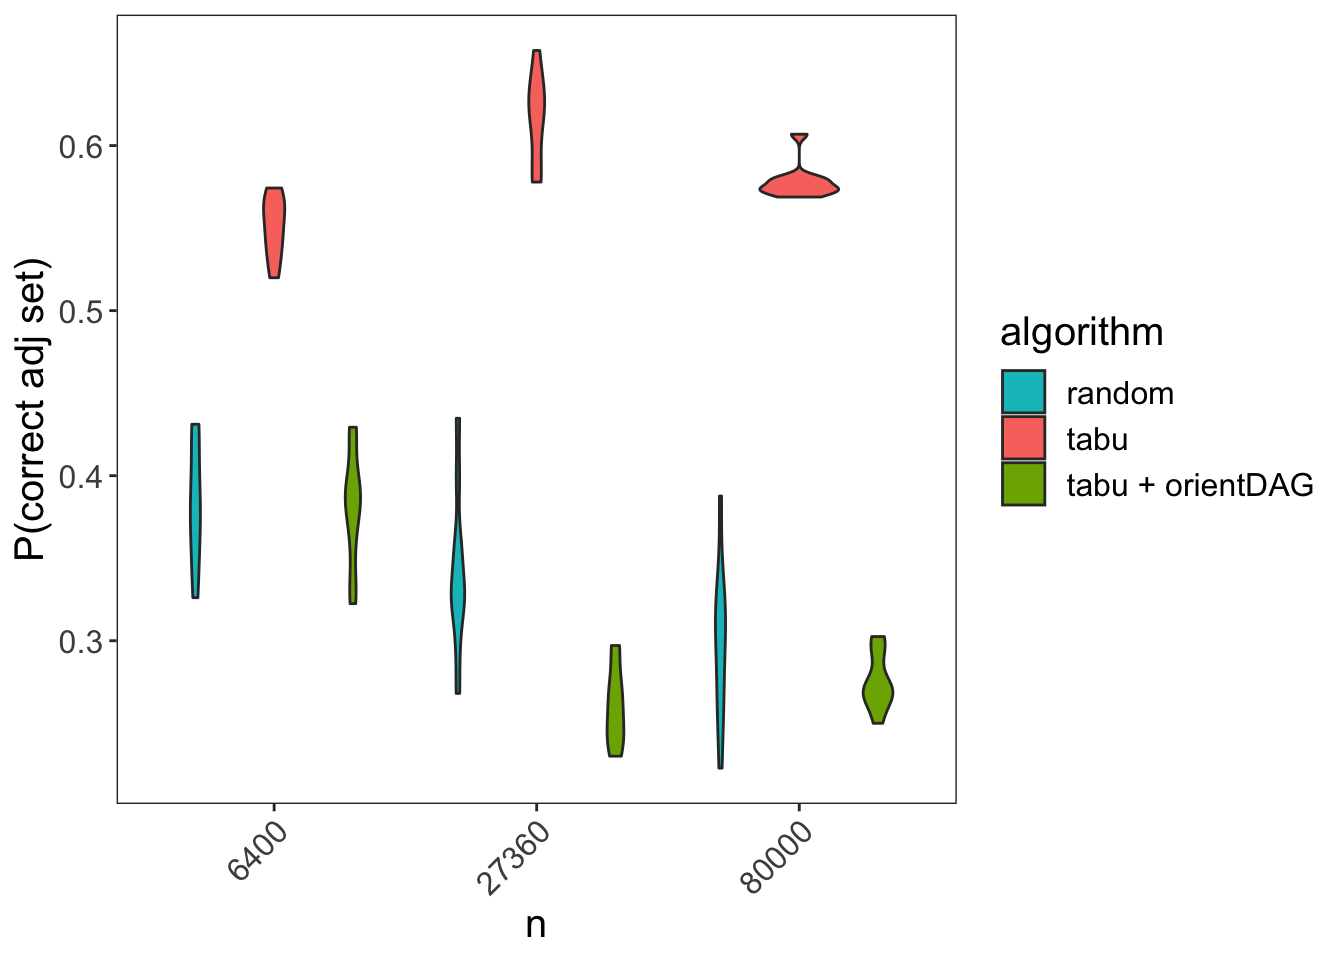 P(correct adj set)
0.6
0.5
0.4
0.3
6400
27360
80000
n
algorithm
random
tabu
tabu + orientDAG